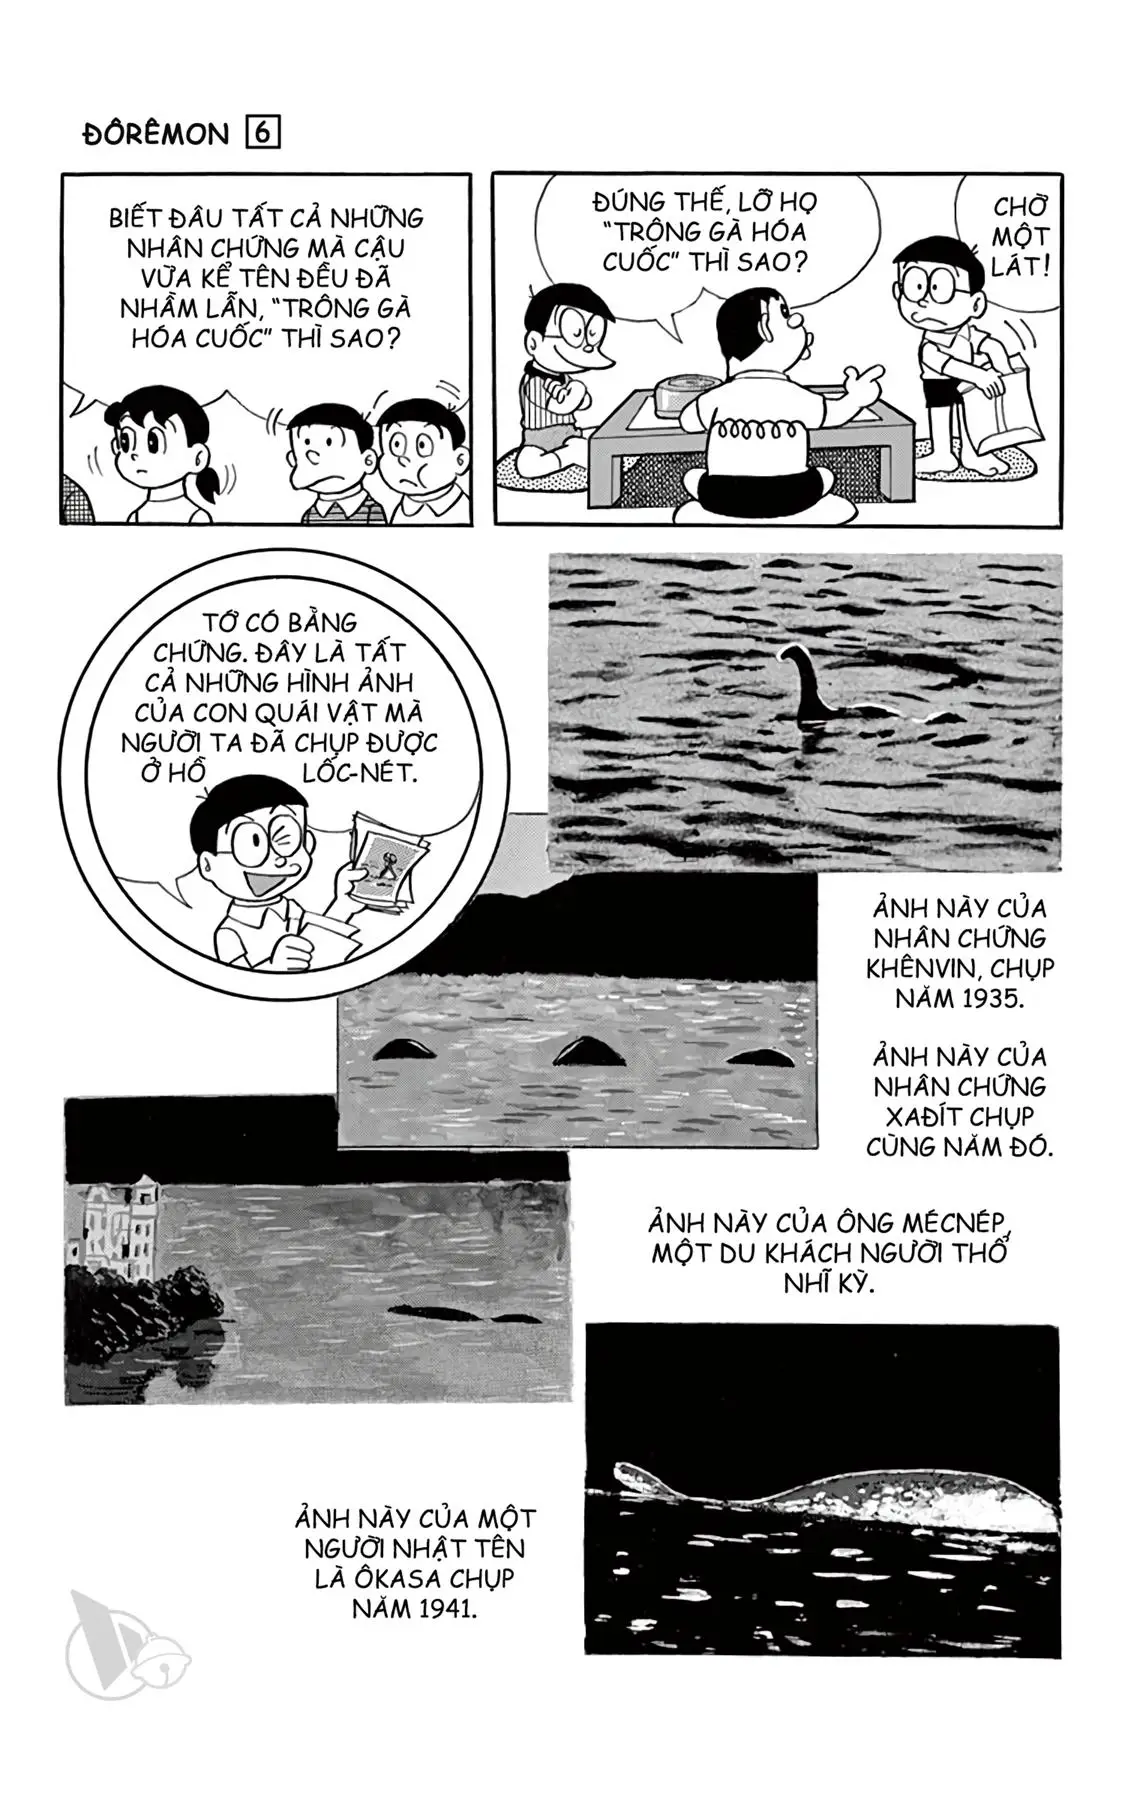 ĐÔRÊMON 6
BIẾT ĐÂU TẤT CẢ NHỮNG
NHÂN CHỨNG MÀ CẬU
VỪA KỂ TÊN ĐỀU ĐÃ
NHẦM LẪN, “TRÔNG GÀ
HÓA CUỐC” THÌ SAO?
ĐÚNG THẾ, LỠ HỌ
“TRÔNG GÀ HÓA
CUỐC” THÌ SAO?
CHỜ
MỘT
LÁT!
TỚ CÓ BẰNG
CHỨNG. ĐÂY LÀ TẤT
CẢ NHỮNG HÌNH ẢNH
CỦA CON QUÁI VẬT MÀ
NGƯỜI TA ĐÃ CHỤP ĐƯỢC
Ở HỒ LỐC-NÉT.
ẢNH NÀY CỦA
NHÂN CHỨNG
KHÊNVIN, CHỤP
NĂM 1935.
ẢNH NÀY CỦA
NHÂN CHỨNG
XAĐÍT CHỤP
CÙNG NĂM ĐÓ.
ẢNH NÀY CỦA ÔNG MÉCNÉP,
MỘT DU KHÁCH NGƯỜI THỔ
NHĨ KỲ.
ẢNH NÀY CỦA MỘT
NGƯỜI NHẬT TÊN
LÀ ÔKASA CHỤP
NĂM 1941.